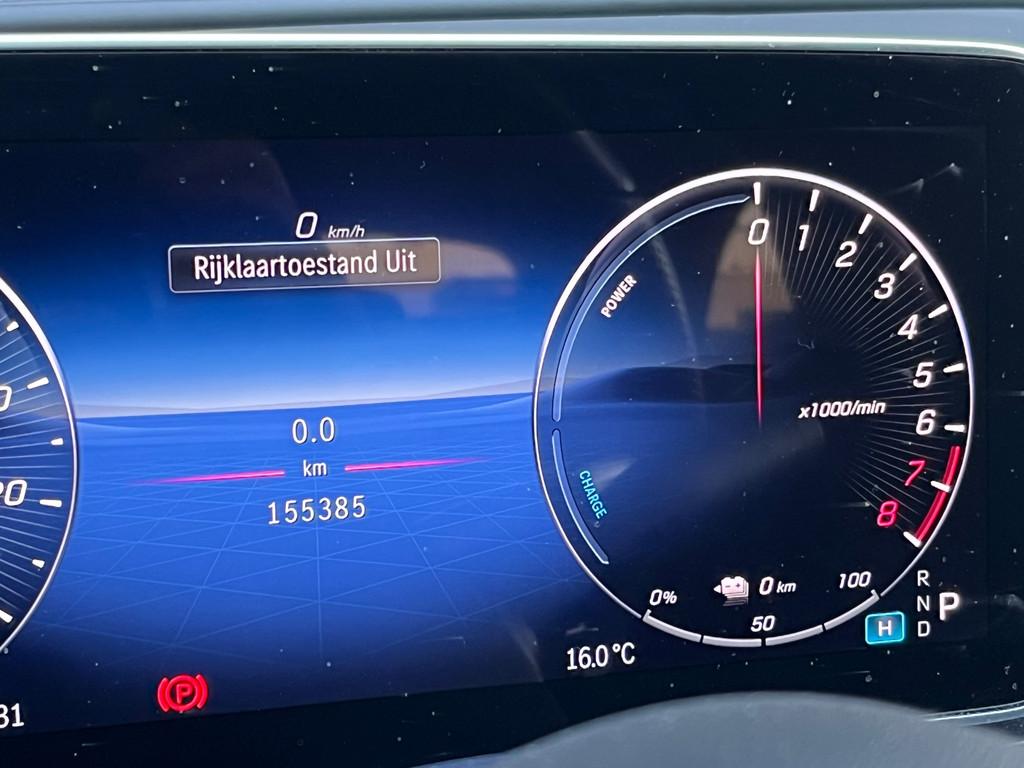 0 km/h
Rijklaartoestand Uit
0.0
km
155385
0
1
2
3
4
5
6
7
8
x1000/min
POWER
CHARGE
0%
50
100
0 km
R
N
D
P
H
16.0°C
P
31